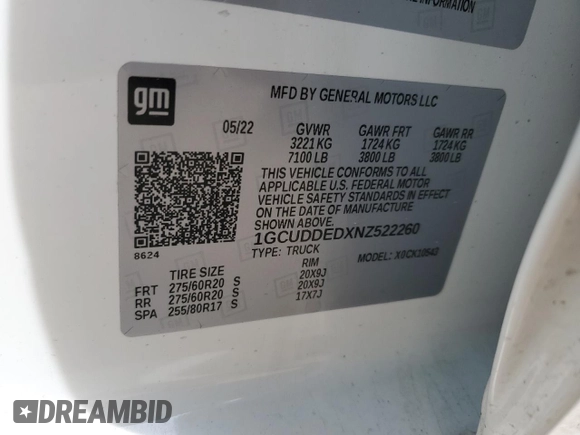 INFORMATION
gm
MFD BY GENERAL MOTORS LLC
05/22 GVWR GAWR FRT GAWR RR
3221 KG 1724 KG 1724 KG
7100 LB 3800 LB 3800 LB
THIS VEHICLE CONFORMS TO ALL
APPLICABLE U.S. FEDERAL MOTOR
VEHICLE SAFETY STANDARDS IN EFFECT
ON THE DATE OF MANUFACTURE
1GCUDDEDXNZ522260
TYPE: TRUCK MODEL: X0CK10543
8624
TIRE SIZE RIM
FRT 275/60R20 S 20X9J
RR 275/60R20 S 20X9J
SPA 255/80R17 S 17X7J
DREAMBID